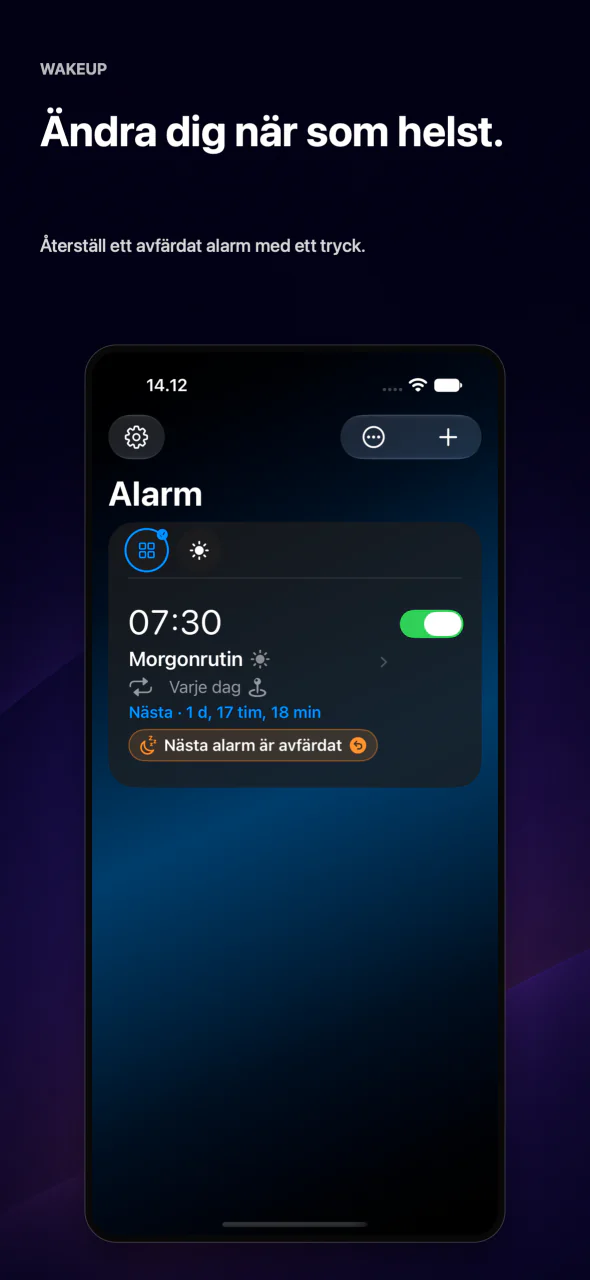 WAKEUP
Ändra dig när som helst.
Återställ ett avfärdat alarm med ett tryck.
14.12
Alarm
07:30
Morgonrutin
Varje dag
Nästa · 1 d, 17 tim, 18 min
Nästa alarm är avfärdat